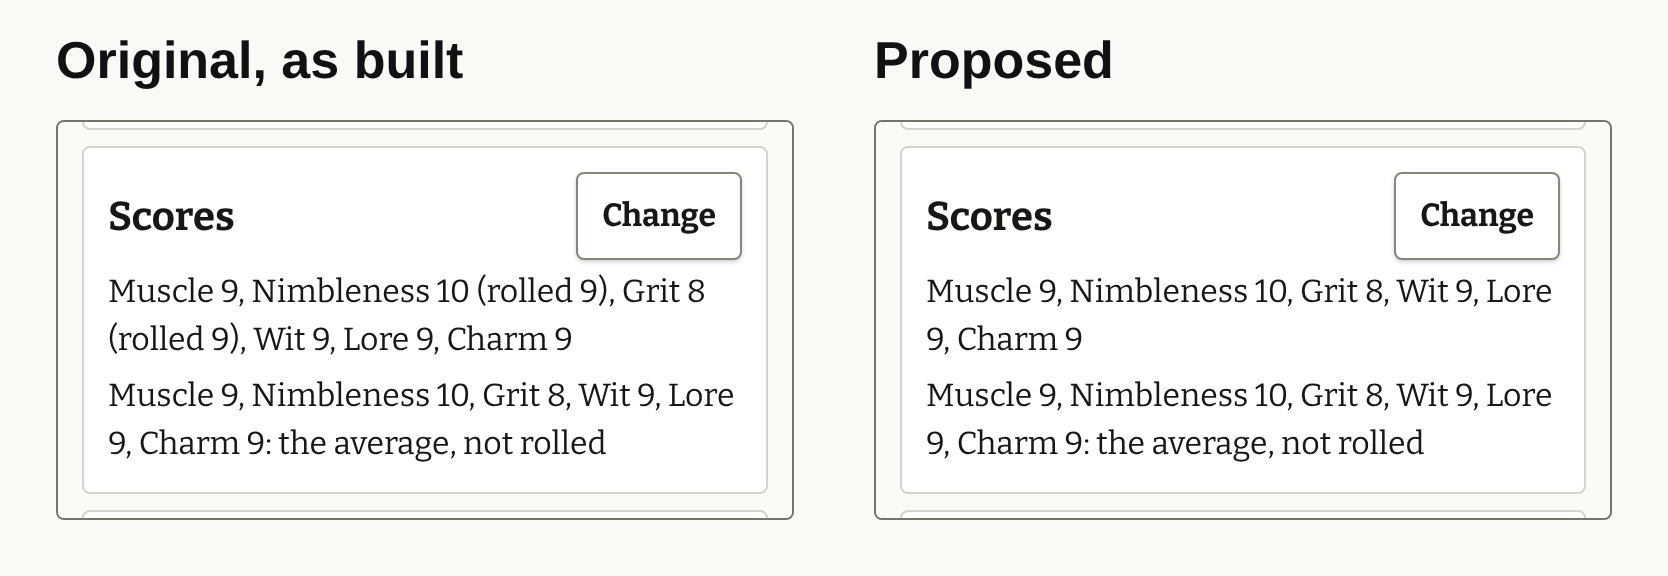 Original, as built
Scores
Change
Muscle 9, Nimbleness 10 (rolled 9), Grit 8
(rolled 9), Wit 9, Lore 9, Charm 9
Muscle 9, Nimbleness 10, Grit 8, Wit 9, Lore
9, Charm 9: the average, not rolled
Proposed
Scores
Change
Muscle 9, Nimbleness 10, Grit 8, Wit 9, Lore
9, Charm 9
Muscle 9, Nimbleness 10, Grit 8, Wit 9, Lore
9, Charm 9: the average, not rolled